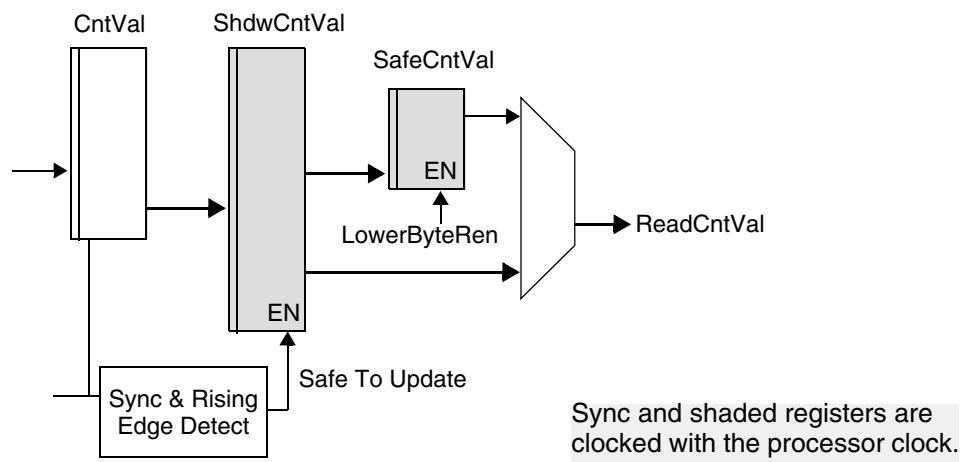 CntVal
ShdwCntVal
SafeCntVal
EN
LowerByteRen
ReadCntVal
EN
Safe To Update
Sync & Rising
Edge Detect
Sync and shaded registers are
clocked with the processor clock.